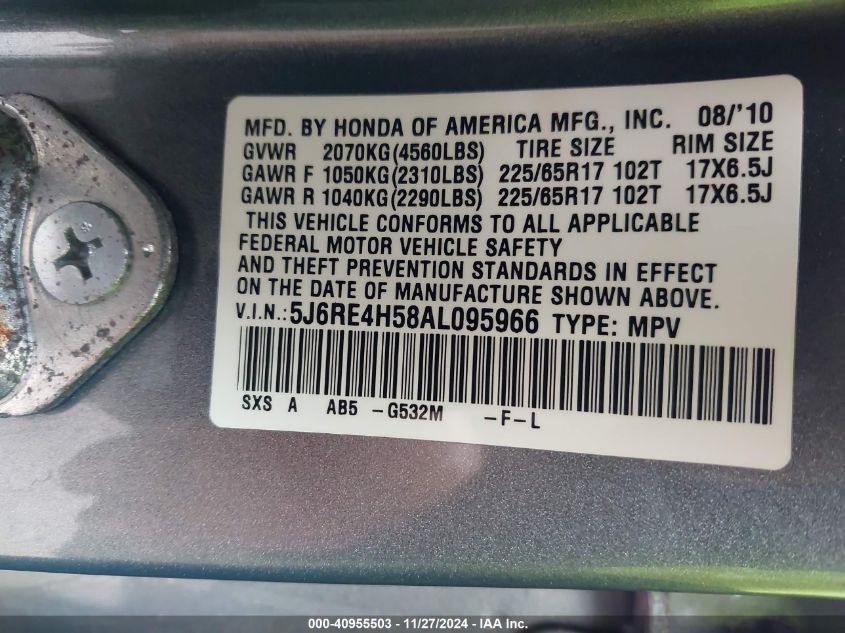 MFD. BY HONDA OF AMERICA MFG., INC. 08/'10
GVWR 2070KG(4560LBS) TIRE SIZE RIM SIZE
GAWR F 1050KG(2310LBS) 225/65R17 102T 17X6.5J
GAWR R 1040KG(2290LBS) 225/65R17 102T 17X6.5J
THIS VEHICLE CONFORMS TO ALL APPLICABLE
FEDERAL MOTOR VEHICLE SAFETY
AND THEFT PREVENTION STANDARDS IN EFFECT
ON THE DATE OF MANUFACTURE SHOWN ABOVE.
V.I.N.:5J6RE4H58AL095966 TYPE: MPV
SXS A AB5 -G532M -F-L
000-40955503 - 11/27/2024 - IAA Inc.